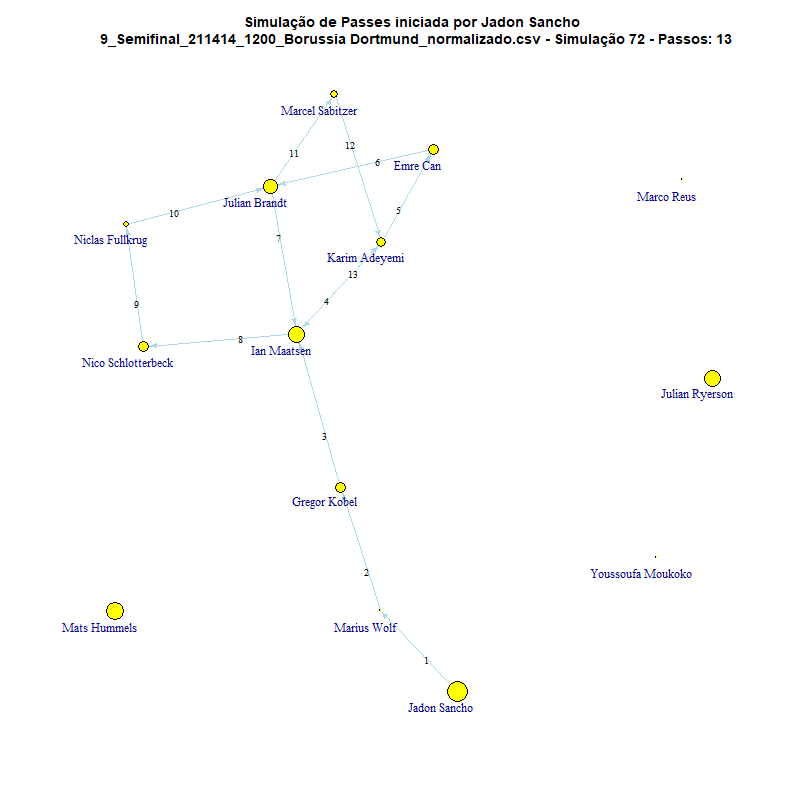 Simulação de Passes iniciada por Jadon Sancho
9_Semifinal_211414_1200_Borussia Dortmund_normalizado.csv - Simulação 72 - Passos: 13
Marcel Sabitzer
12
11
6
Emre Can
Marco Reus
Julian Brandt
10
5
Niclas Fullkrug
7
Karim Adeyemi
13
9
4
8
Ian Maatsen
Nico Schlotterbeck
Julian Ryerson
3
Gregor Kobel
2
Youssoufa Moukoko
Mats Hummels
Marius Wolf
1
Jadon Sancho